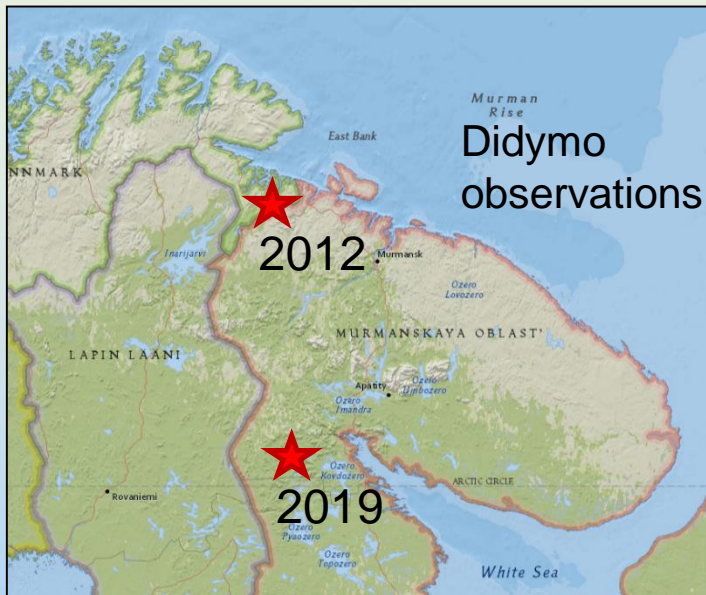 Murman
Rise
East Bank
Didymo
observations
NNMARK
2012
Inarijärvi
Murmansk
Ozero
Lovozero
MURMANSKAYA OBLAST'
LAPIN LAANI
Apatity
Ozero
Umbozero
Ozero
Imandra
Ozero
Kovdozero
ARCTIC CIRCLE
Rovaniemi
2019
Ozero
Pyaozero
Ozero
Topozero
White Sea